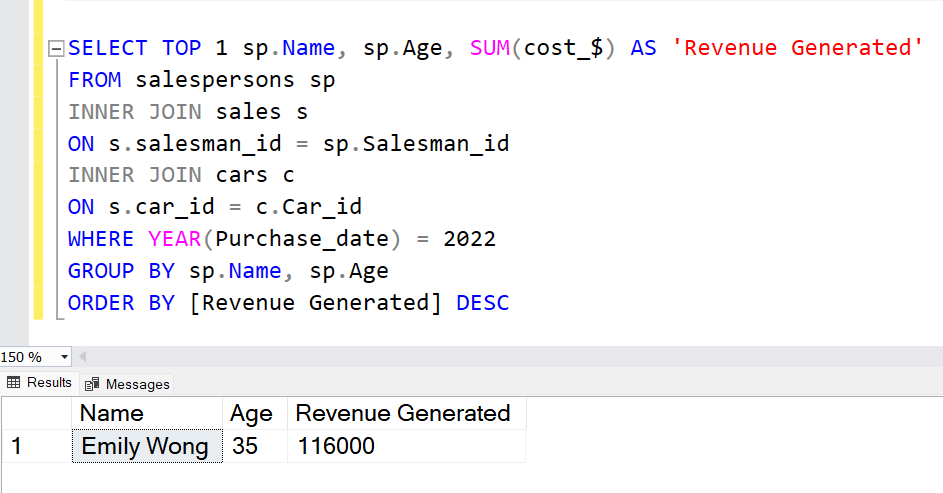 SELECT TOP 1 sp.Name, sp.Age, SUM(cost_$) AS 'Revenue Generated'
FROM salespersons sp
INNER JOIN sales s
ON s.salesman_id = sp.Salesman_id
INNER JOIN cars c
ON s.car_id = c.Car_id
WHERE YEAR(Purchase_date) = 2022
GROUP BY sp.Name, sp.Age
ORDER BY [Revenue Generated] DESC
150 %
Results Messages
Name Age Revenue Generated
1 Emily Wong 35 116000